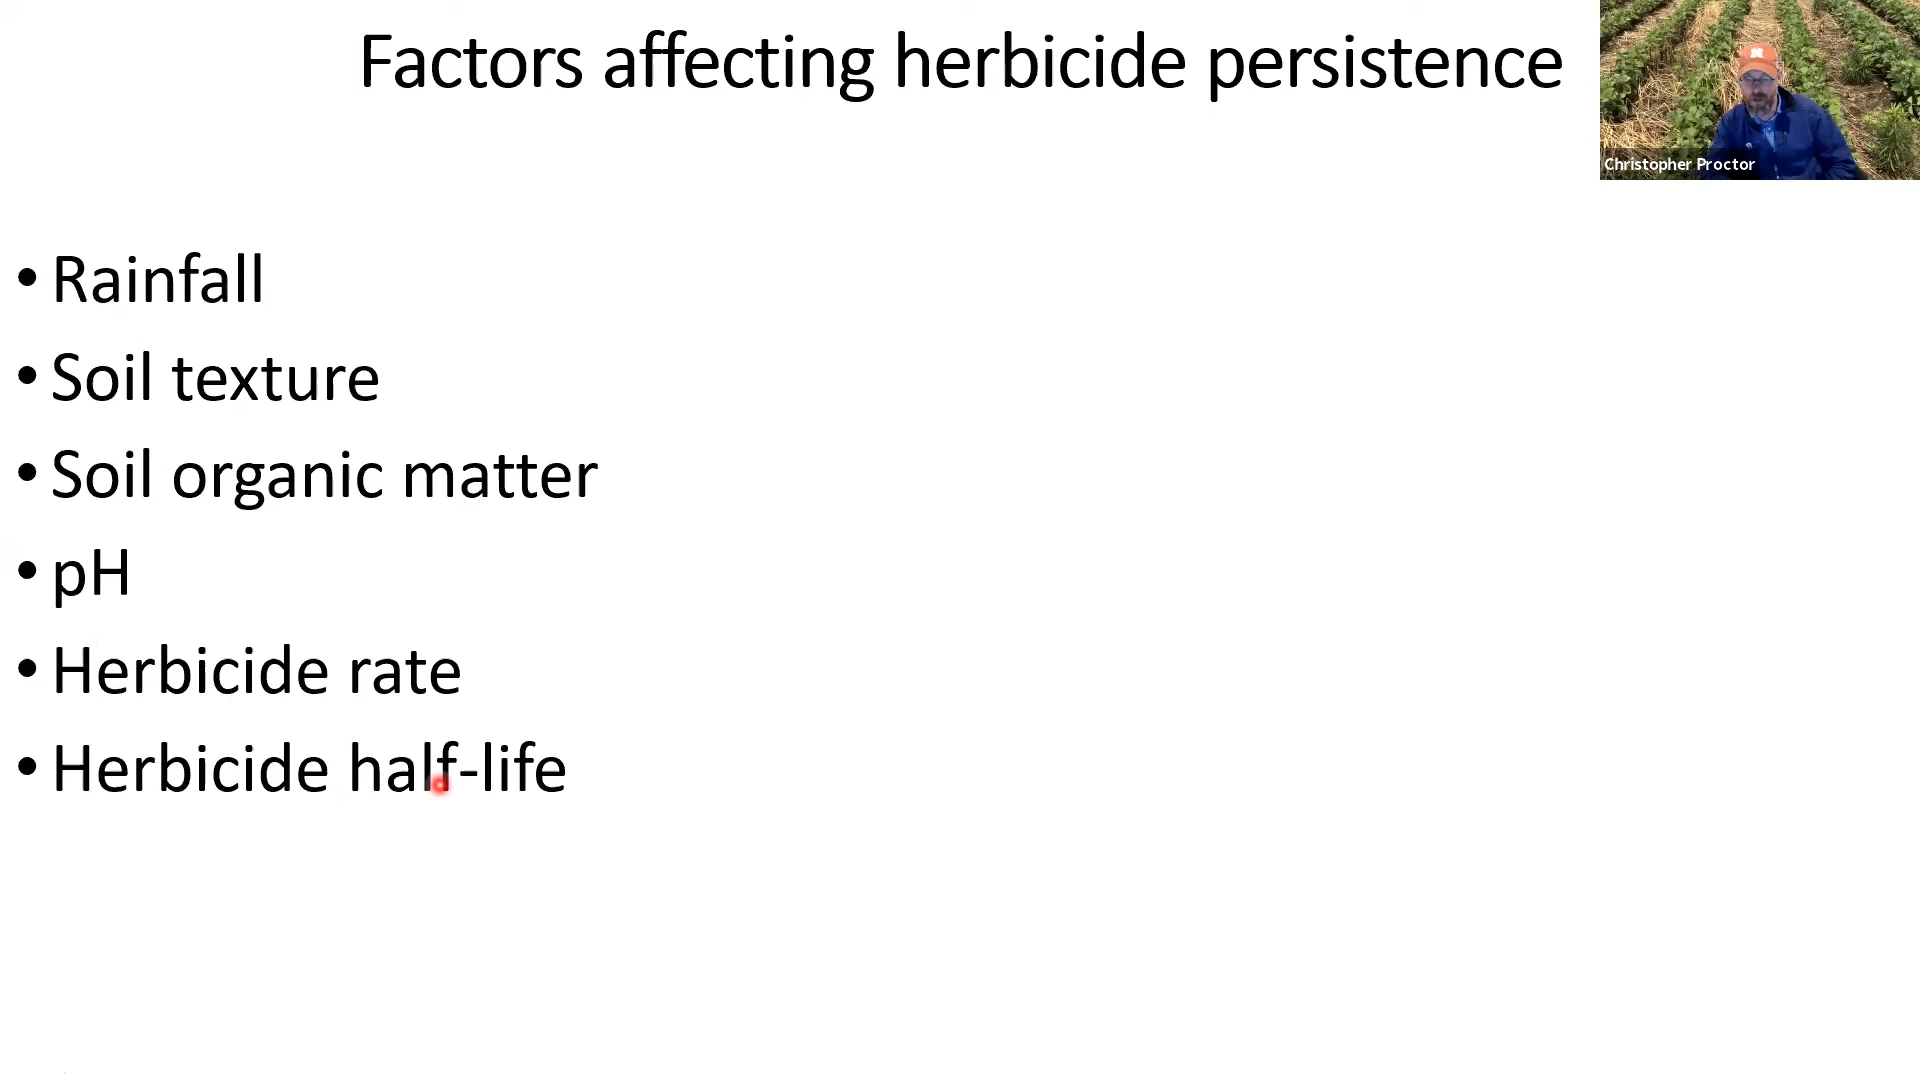 Factors affecting herbicide persistence
N
Christopher Proctor
• Rainfall
• Soil texture
• Soil organic matter
• pH
• Herbicide rate
• Herbicide half-life